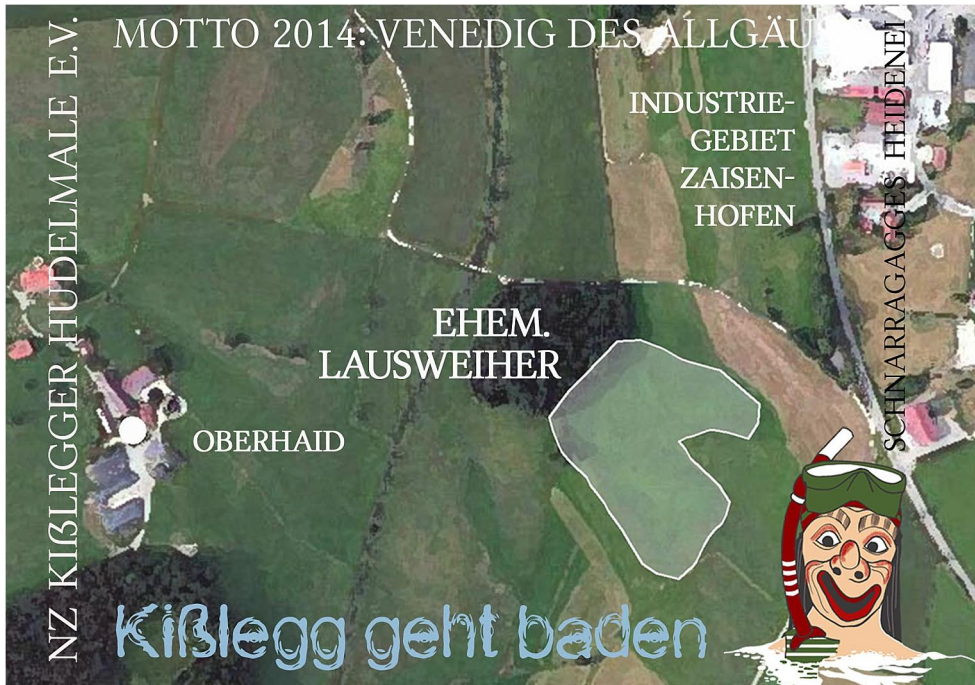 MOTTO 2014: VENEDIG DES ALLGÄUS
NZ KIẞLEGGER HUDELMALE E.V.
SCHNARRAGAGGES HEIDENEI
INDUSTRIE-
GEBIET
ZAISEN-
HOFEN
EHEM.
LAUSWEIHER
OBERHAID
Kißlegg geht baden